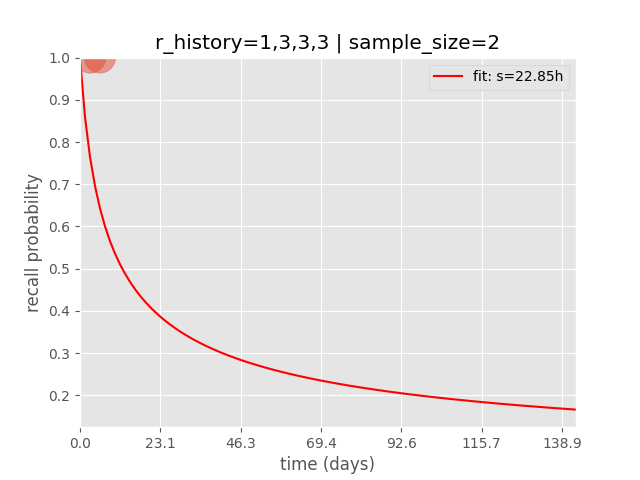 r_history=1,3,3,3 | sample_size=2
fit: s=22.85h
1.0
0.9
0.8
0.7
0.6
0.5
0.4
0.3
0.2
recall probability
0.0 23.1 46.3 69.4 92.6 115.7 138.9
time (days)